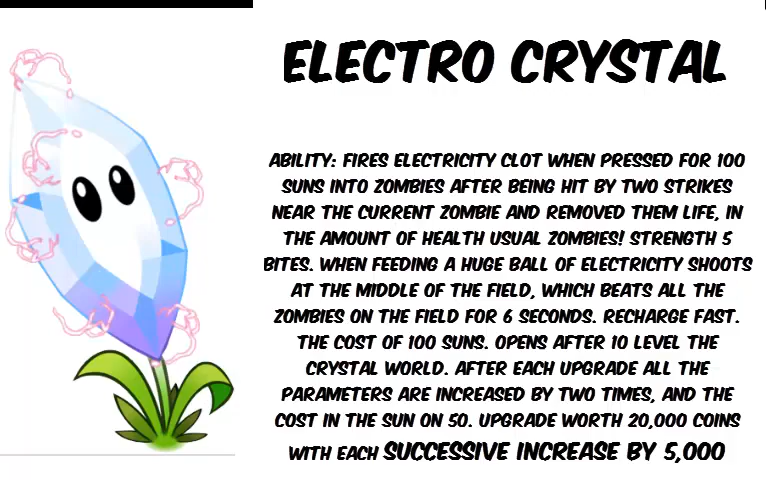 ELECTRO CRYSTAL
ABILITY: FIRES ELECTRICITY CLOT WHEN PRESSED FOR 100
SUNS INTO ZOMBIES AFTER BEING HIT BY TWO STRIKES
NEAR THE CURRENT ZOMBIE AND REMOVED THEM LIFE, IN
THE AMOUNT OF HEALTH USUAL ZOMBIES! STRENGTH 5
BITES. WHEN FEEDING A HUGE BALL OF ELECTRICITY SHOOTS
AT THE MIDDLE OF THE FIELD, WHICH BEATS ALL THE
ZOMBIES ON THE FIELD FOR 6 SECONDS. RECHARGE FAST.
THE COST OF 100 SUNS. OPENS AFTER 10 LEVEL THE
CRYSTAL WORLD. AFTER EACH UPGRADE ALL THE
PARAMETERS ARE INCREASED BY TWO TIMES, AND THE
COST IN THE SUN ON 50. UPGRADE WORTH 20,000 COINS
WITH EACH SUCCESSIVE INCREASE BY 5,000